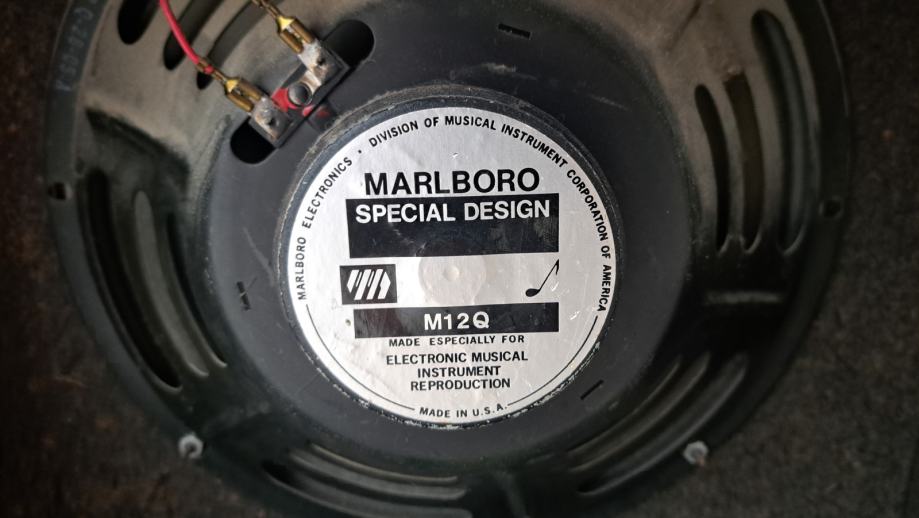 MARLBORO ELECTRONICS · DIVISION OF MUSICAL INSTRUMENT CORPORATION OF AMERICA
MARLBORO
SPECIAL DESIGN
M12Q
MADE ESPECIALLY FOR
ELECTRONIC MUSICAL
INSTRUMENT
REPRODUCTION
MADE IN U.S.A.